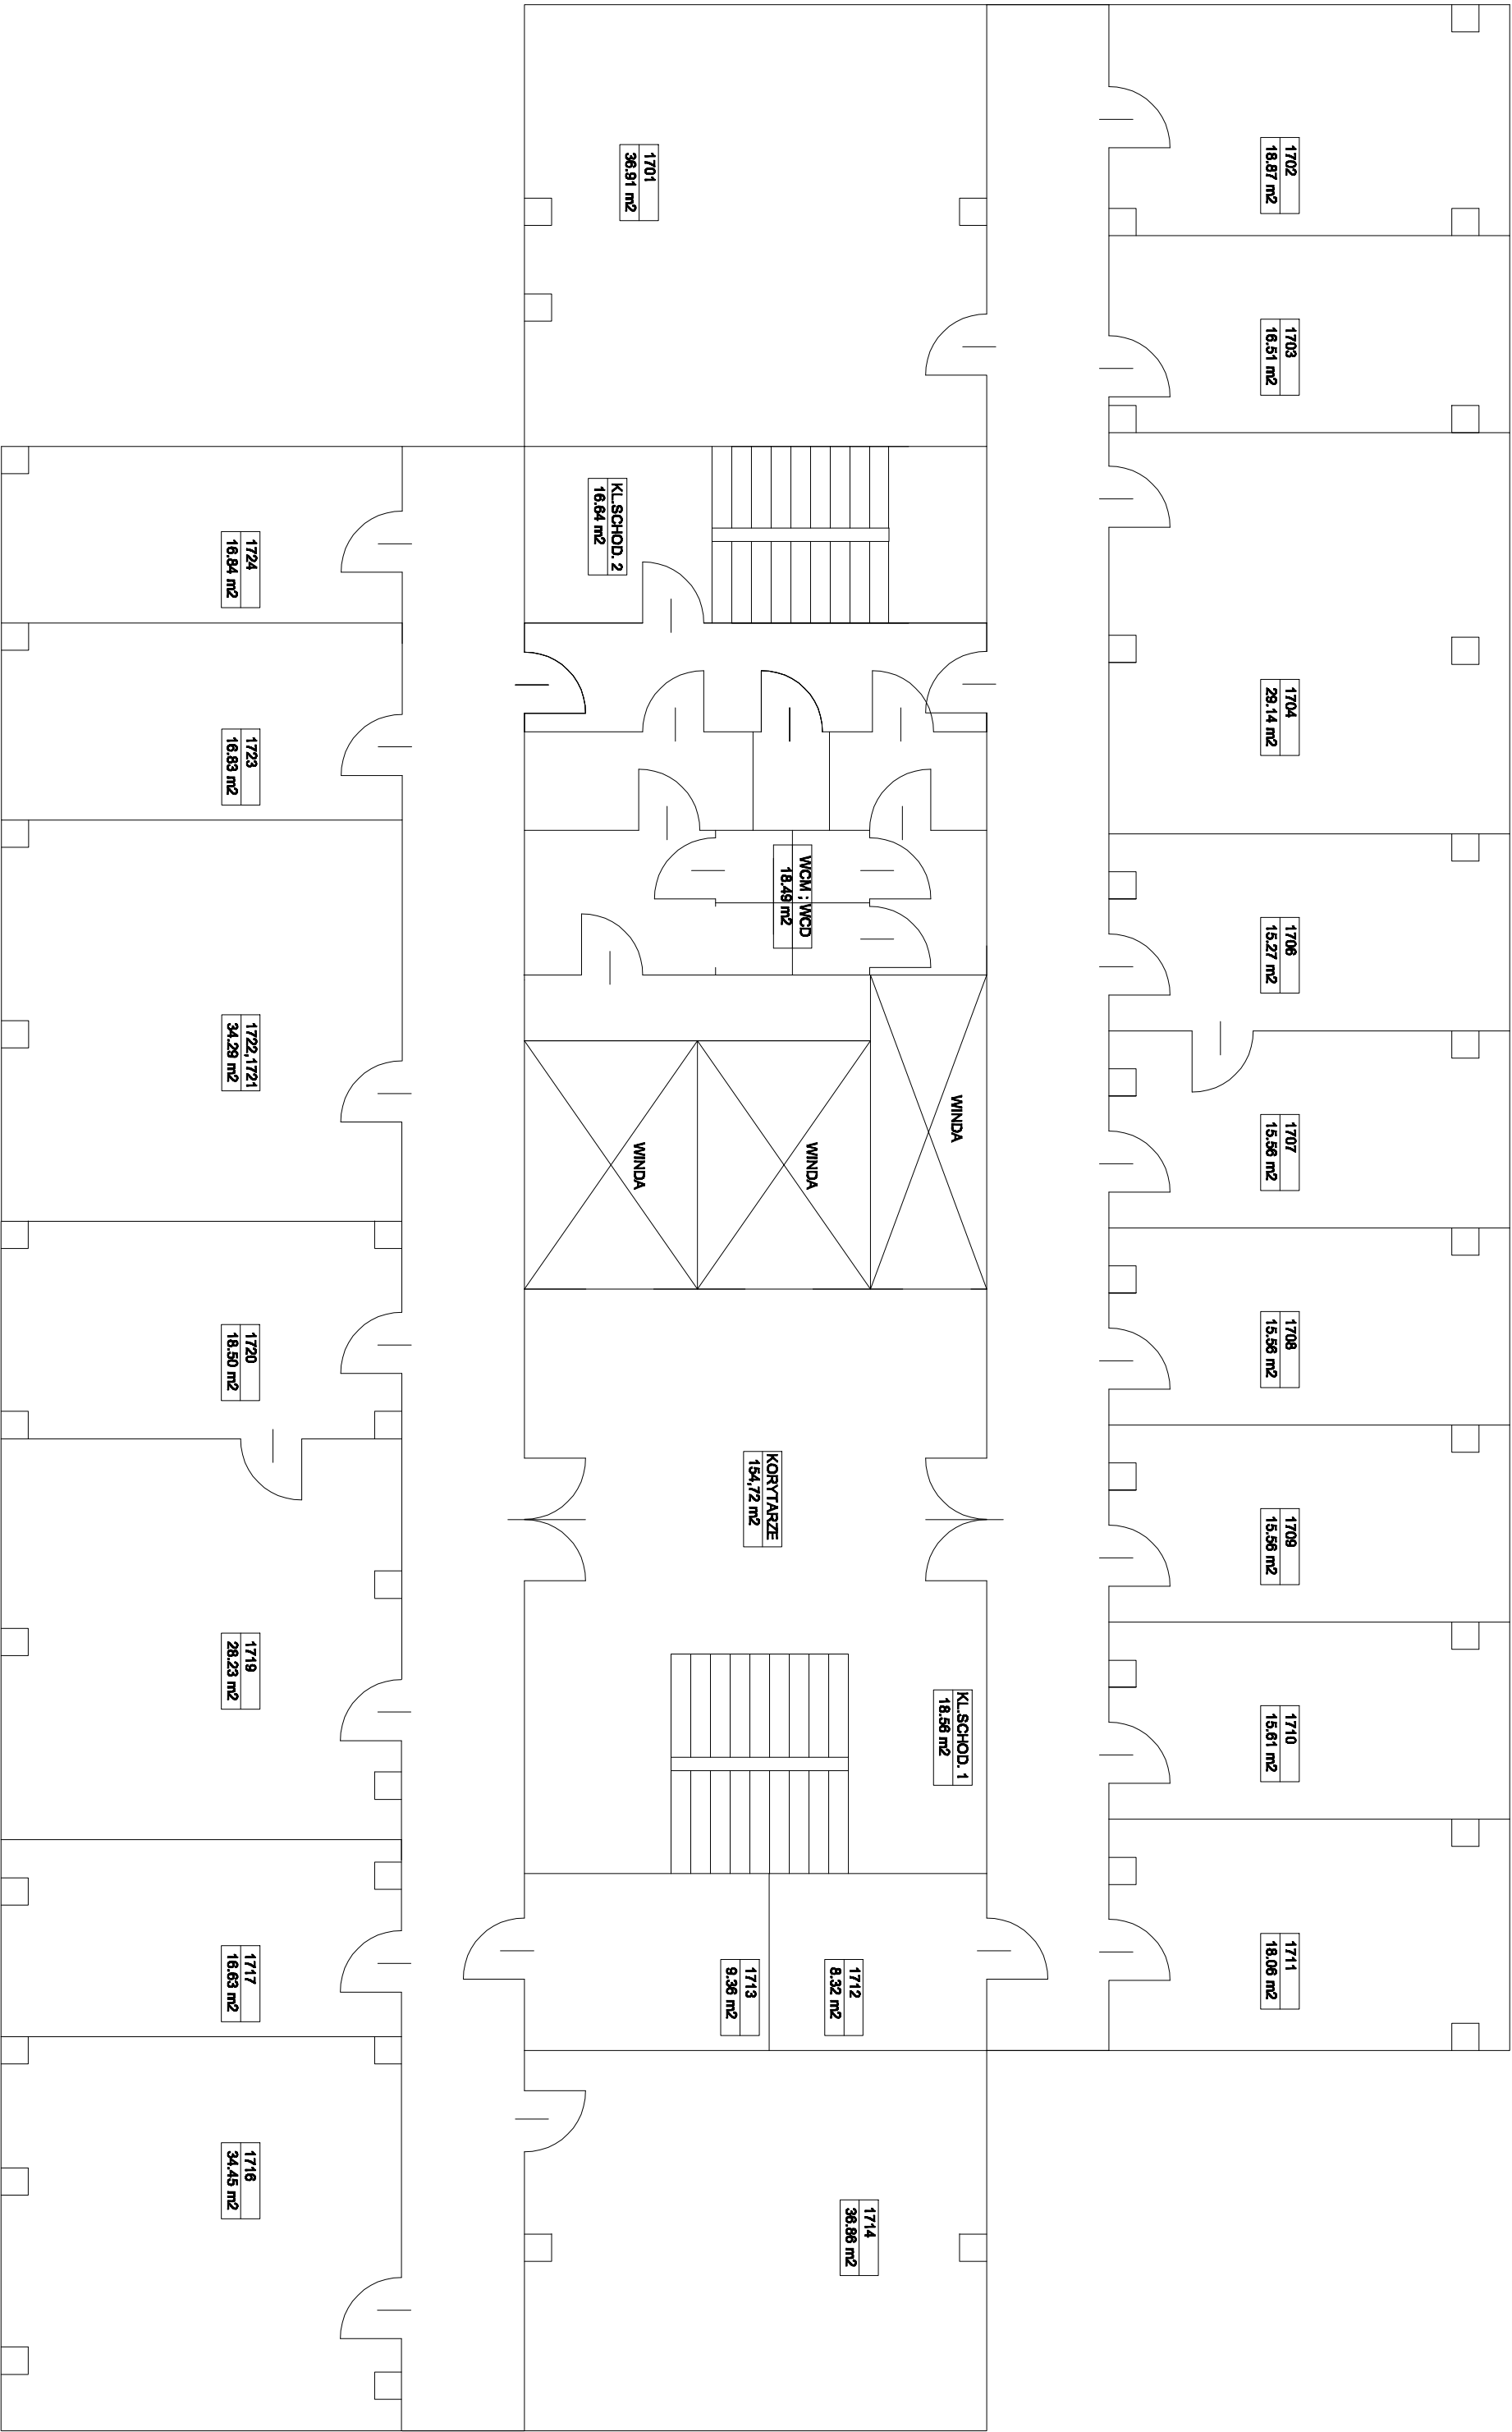 1702
18.87 m2
1703
16.51 m2
1704
29.14 m2
1706
15.27 m2
1707
15.56 m2
1708
15.56 m2
1709
15.56 m2
1710
15.61 m2
1711
18.06 m2
1701
36.91 m2
KL.SCHOD. 2
16.64 m2
WCM ; WCD
18.49 m2
WINDA
WINDA
WINDA
KORYTARZE
154,72 m2
KL.SCHOD. 1
18.56 m2
1712
8.32 m2
1713
9.36 m2
1714
36.86 m2
1724
16.84 m2
1723
16.83 m2
1722,1721
34.29 m2
1720
18.50 m2
1719
28.23 m2
1717
16.63 m2
1716
34.45 m2